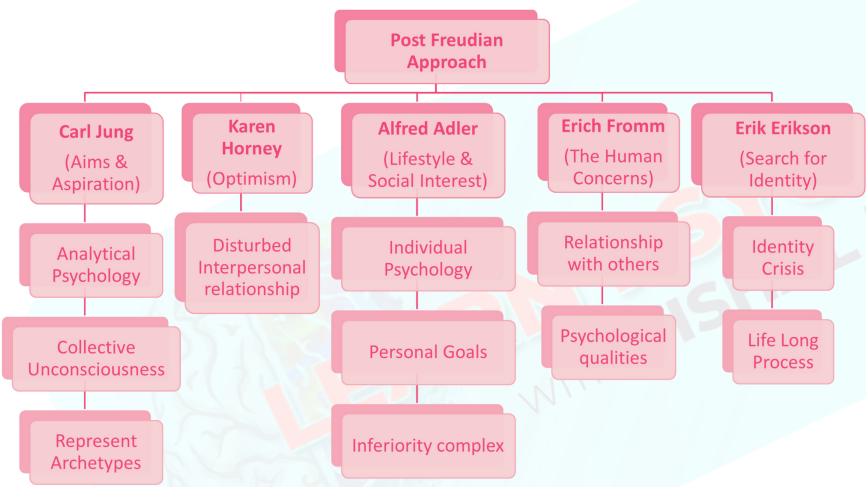 Post Freudian
Approach
Carl Jung
(Aims &
Aspiration)
Analytical
Psychology
Collective
Unconsciousness
Represent
Archetypes
Karen
Horney
(Optimism)
Disturbed
Interpersonal
relationship
Alfred Adler
(Lifestyle &
Social Interest)
Individual
Psychology
Personal Goals
Inferiority complex
Erich Fromm
(The Human
Concerns)
Relationship
with others
Psychological
qualities
Erik Erikson
(Search for
Identity)
Identity
Crisis
Life Long
Process